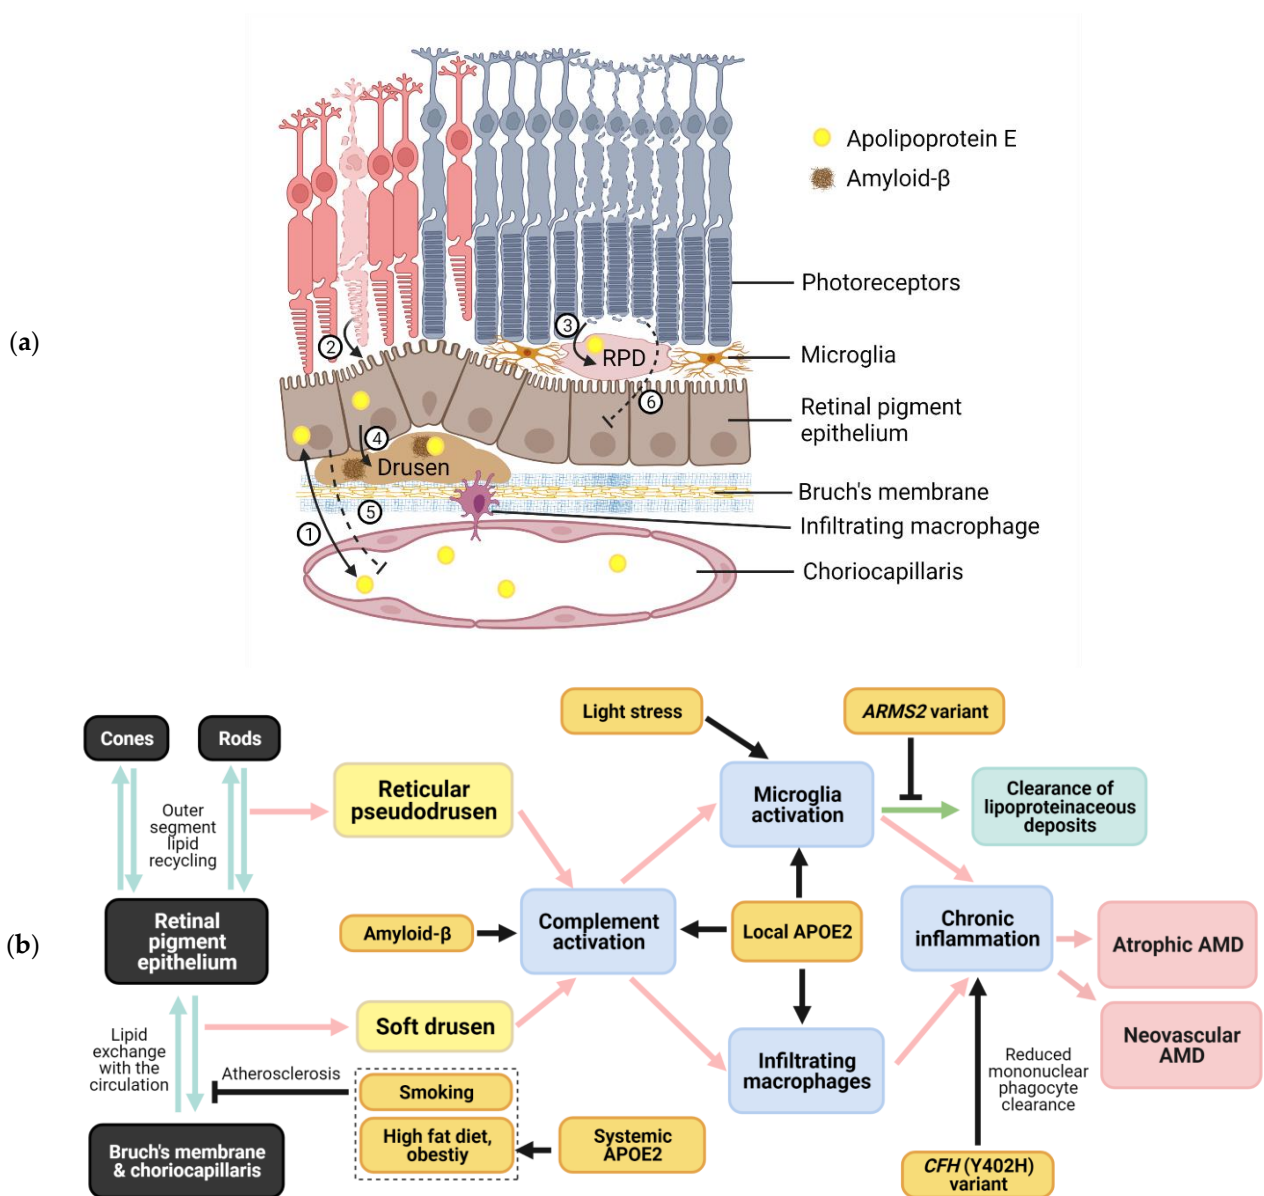 Apolipoprotein E
Amyloid-β
Photoreceptors
(a)
3
2
RPD
Microglia
6
Retinal pigment
epithelium
4
Drusen
Bruch's membrane
5
Infiltrating macrophage
1
Choriocapillaris
Light stress
ARMS2 variant
Cones
Rods
Reticular
pseudodrusen
Microglia
activation
Clearance of
lipoproteinaceous
deposits
Outer
segment
lipid
recycling
(b)
Retinal
pigment
epithelium
Amyloid-β
Complement
activation
Local APOE2
Chronic
inflammation
Atrophic AMD
Soft drusen
Neovascular
AMD
Lipid
exchange
with the
circulation
Atherosclerosis
Infiltrating
macrophages
Reduced
mononuclear
phagocyte
clearance
Smoking
High fat diet,
obestiy
Systemic
APOE2
Bruch's membrane
& choriocapillaris
CFH (Y402H)
variant